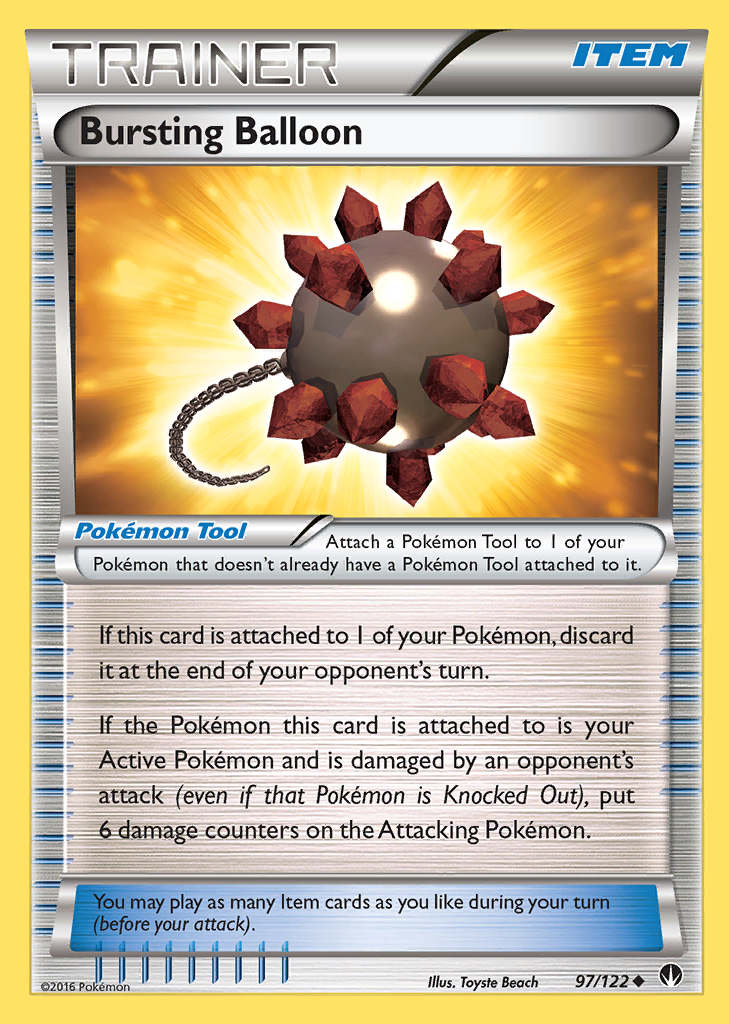 TRAINER
ITEM
Bursting Balloon
Pokémon Tool
Attach a Pokémon Tool to 1 of your
Pokémon that doesn't already have a Pokémon Tool attached to it.
If this card is attached to 1 of your Pokémon, discard
it at the end of your opponent's turn.
If the Pokémon this card is attached to is your
Active Pokémon and is damaged by an opponent's
attack (even if that Pokémon is Knocked Out), put
6 damage counters on the Attacking Pokémon.
You may play as many Item cards as you like during your turn
(before your attack).
©2016 Pokémon
Illus. Toyste Beach
97/122